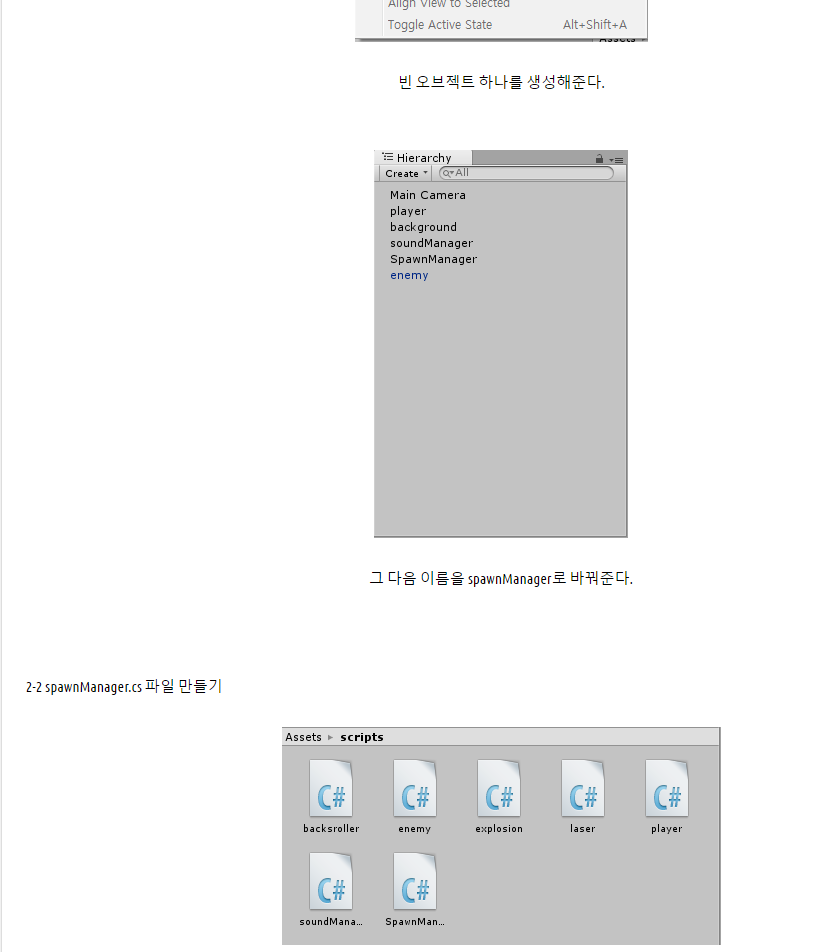 Align View to Selected
Toggle Active State Alt+Shift+A
Assets
빈 오브젝트 하나를 생성해준다.
Hierarchy
Create All
Main Camera
player
background
soundManager
SpawnManager
enemy
그 다음 이름을 spawnManager로 바꿔준다.
2-2 spawnManager.cs 파일 만들기
Assets ▸ scripts
C# C# C# C# C#
backsroller enemy explosion laser player
C# C#
soundMana... SpawnMan...